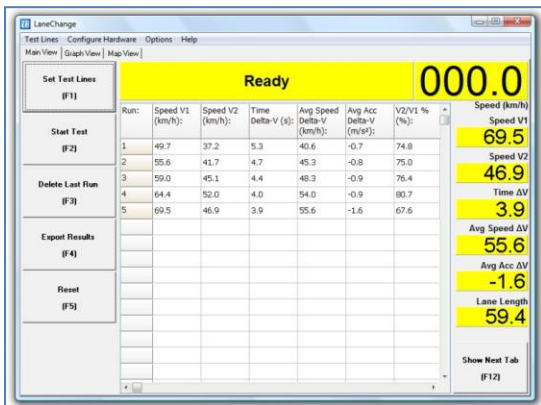 LaneChange
Test Lines Configure Hardware Options Help
Main View Graph View Map View
Set Test Lines
(F1)
Start Test
(F2)
Delete Last Run
(F3)
Export Results
(F4)
Reset
(F5)
Ready
000.0
Speed (km/h)
Run: Speed V1 (km/h): Speed V2 (km/h): Time Delta-V (s): Avg Speed Delta-V (km/h): Avg Acc Delta-V (m/s²): V2/V1 % (%):
1 49.7 37.2 5.3 40.6 -0.7 74.8
2 55.6 41.7 4.7 45.3 -0.8 75.0
3 59.0 45.1 4.4 48.3 -0.9 76.4
4 64.4 52.0 4.0 54.0 -0.9 80.7
5 69.5 46.9 3.9 55.6 -1.6 67.6
Speed V1
69.5
Speed V2
46.9
Time ΔV
3.9
Avg Speed ΔV
55.6
Avg Acc ΔV
-1.6
Lane Length
59.4
Show Next Tab
(F12)